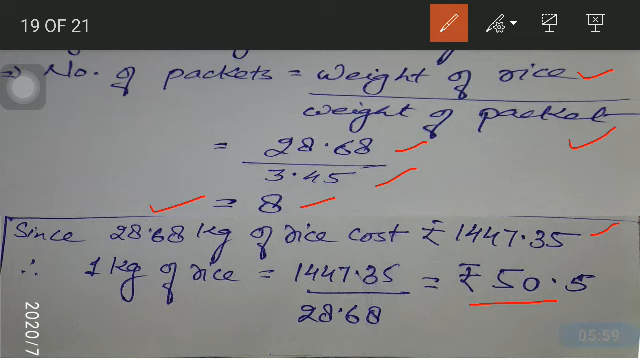 19 OF 21
⇒ No. of packets = weight of rice
weight of packet
= 28.68
3.45
= 8
Since 28.68 kg of rice cost ₹ 1447.35
∴ 1 kg of rice = 1447.35 = ₹ 50.5
28.68
2020/7
05:59